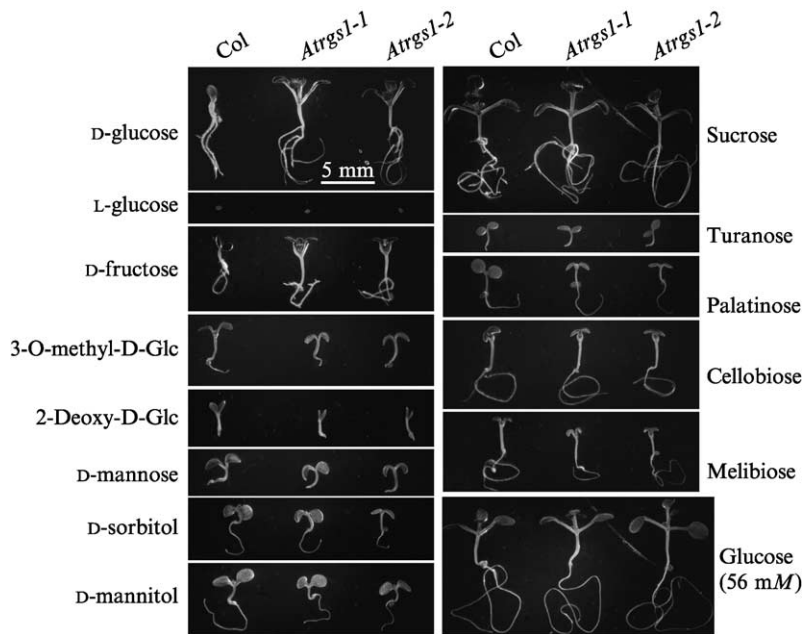 Col Atrgs1-1 Atrgs1-2
D-glucose
5 mm
L-glucose
D-fructose
3-O-methyl-D-Glc
2-Deoxy-D-Glc
D-mannose
D-sorbitol
D-mannitol
Col Atrgs1-1 Atrgs1-2
Sucrose
Turanose
Palatinose
Cellobiose
Melibiose
Glucose
(56 mM)